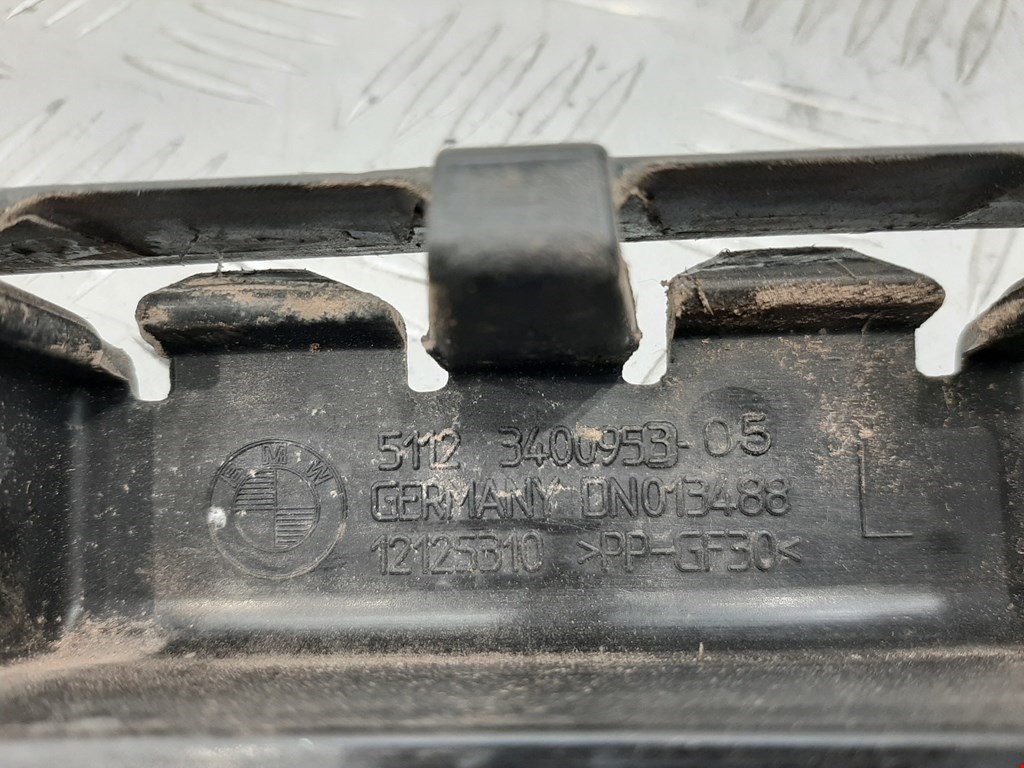 BMW
5112 3400953-05
GERMANY DN013488
12125310 >PP-GF30<
L